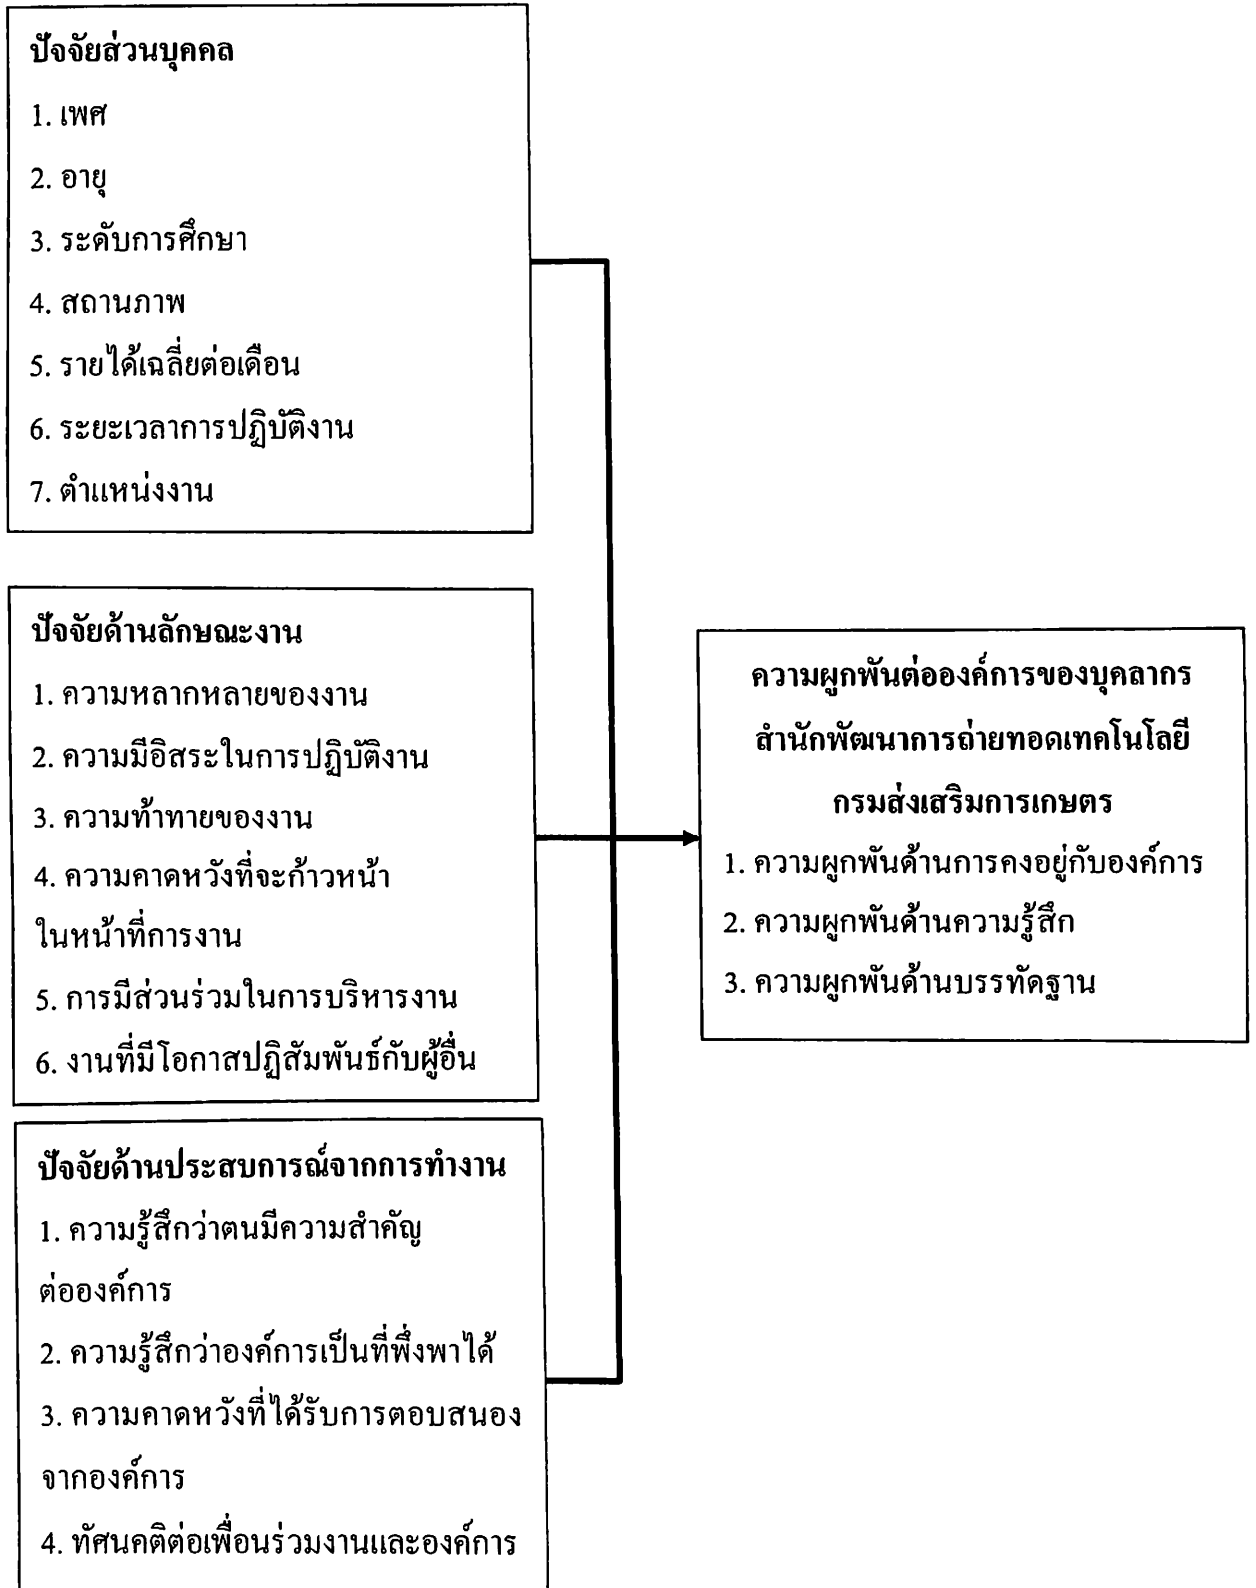 ปัจจัยส่วนบุคคล
1. เพศ
2. อายุ
3. ระดับการศึกษา
4. สถานภาพ
5. รายได้เฉลี่ยต่อเดือน
6. ระยะเวลาการปฏิบัติงาน
7. ตำแหน่งงาน
ปัจจัยด้านลักษณะงาน
1. ความหลากหลายของงาน
2. ความมีอิสระในการปฏิบัติงาน
3. ความท้าทายของงาน
4. ความคาดหวังที่จะก้าวหน้า
ในหน้าที่การงาน
5. การมีส่วนร่วมในการบริหารงาน
6. งานที่มีโอกาสปฏิสัมพันธ์กับผู้อื่น
ปัจจัยด้านประสบการณ์จากการทำงาน
1. ความรู้สึกว่าตนมีความสำคัญ
ต่อองค์การ
2. ความรู้สึกว่าองค์การเป็นที่พึ่งพาได้
3. ความคาดหวังที่ได้รับการตอบสนอง
จากองค์การ
4. ทัศนคติต่อเพื่อนร่วมงานและองค์การ
ความผูกพันต่อองค์การของบุคลากร
สำนักพัฒนาการถ่ายทอดเทคโนโลยี
กรมส่งเสริมการเกษตร
1. ความผูกพันด้านการคงอยู่กับองค์การ
2. ความผูกพันด้านความรู้สึก
3. ความผูกพันด้านบรรทัดฐาน